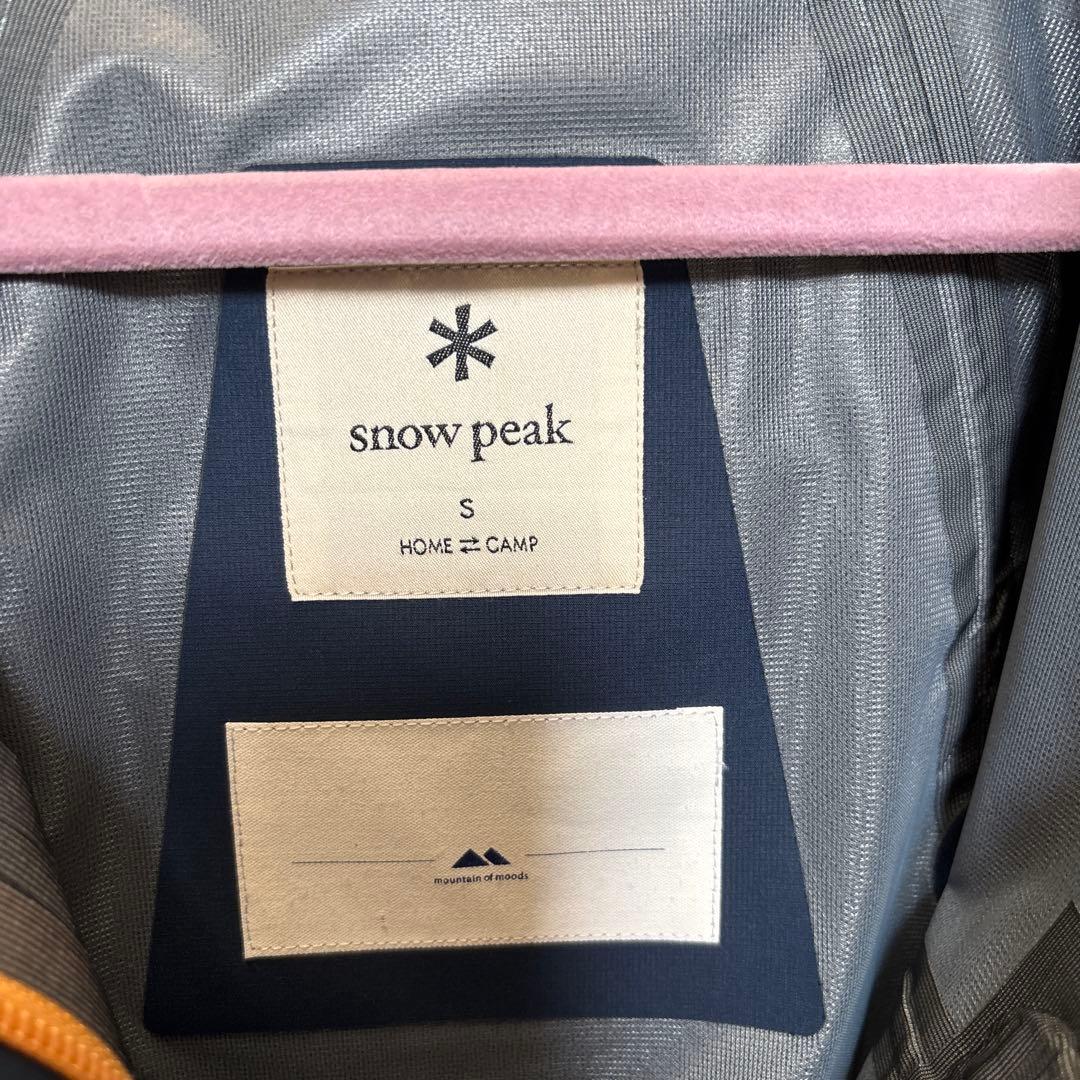 snow peak
S
HOME ⇄ CAMP
mountain of moods